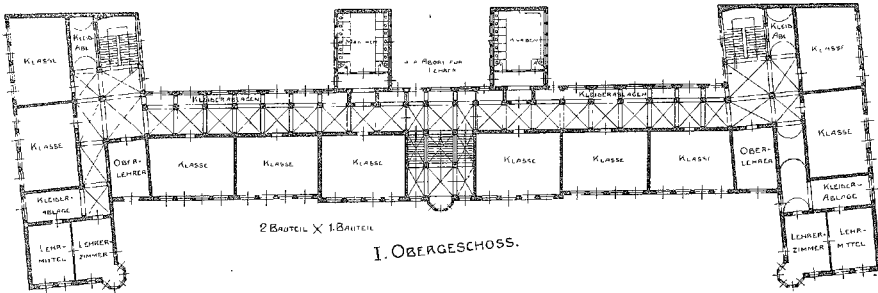 KLASSE
KLEID
ABL.
MÄDCHEN
KNABEN
KLEID
ABL.
KLASSE
ABORT FÜR
LEHRER
KLEIDERABLAGEN
KLEIDERABLAGEN
KLASSE
OBER-
LEHRER
KLASSE
KLASSE
KLASSE
KLASSE
KLASSE
KLASSE
OBER-
LEHRER
KLASSE
KLEIDER-
ABLAGE
KLEIDER-
ABLAGE
LEHR-
MITTEL
LEHRER-
ZIMMER
LEHRER-
ZIMMER
LEHR-
MITTEL
2 BAUTEIL X 1. BAUTEIL
I. OBERGESCHOSS.